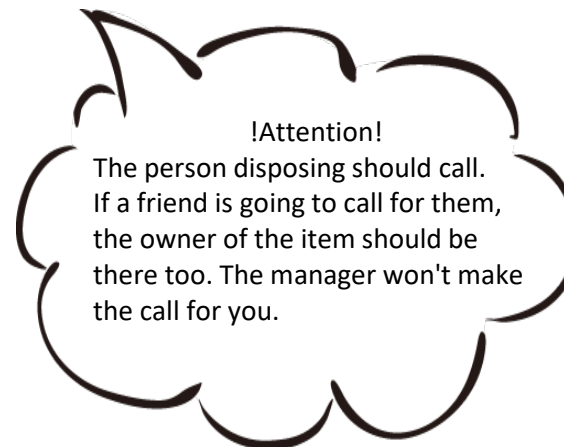 !Attention!
The person disposing should call.
If a friend is going to call for them,
the owner of the item should be
there too. The manager won't make
the call for you.